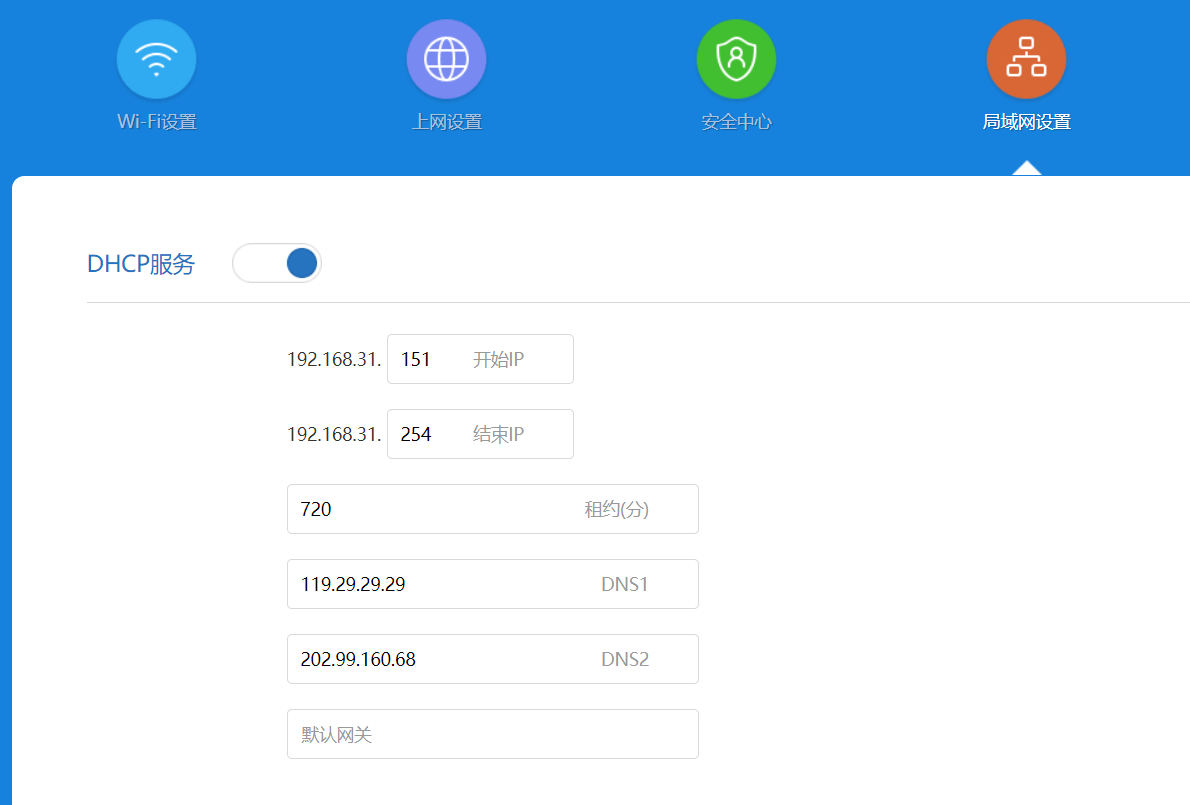 Wi-Fi设置 上网设置 安全中心 局域网设置
DHCP服务
192.168.31. 151 开始IP
192.168.31. 254 结束IP
720 租约(分)
119.29.29.29 DNS1
202.99.160.68 DNS2
默认网关